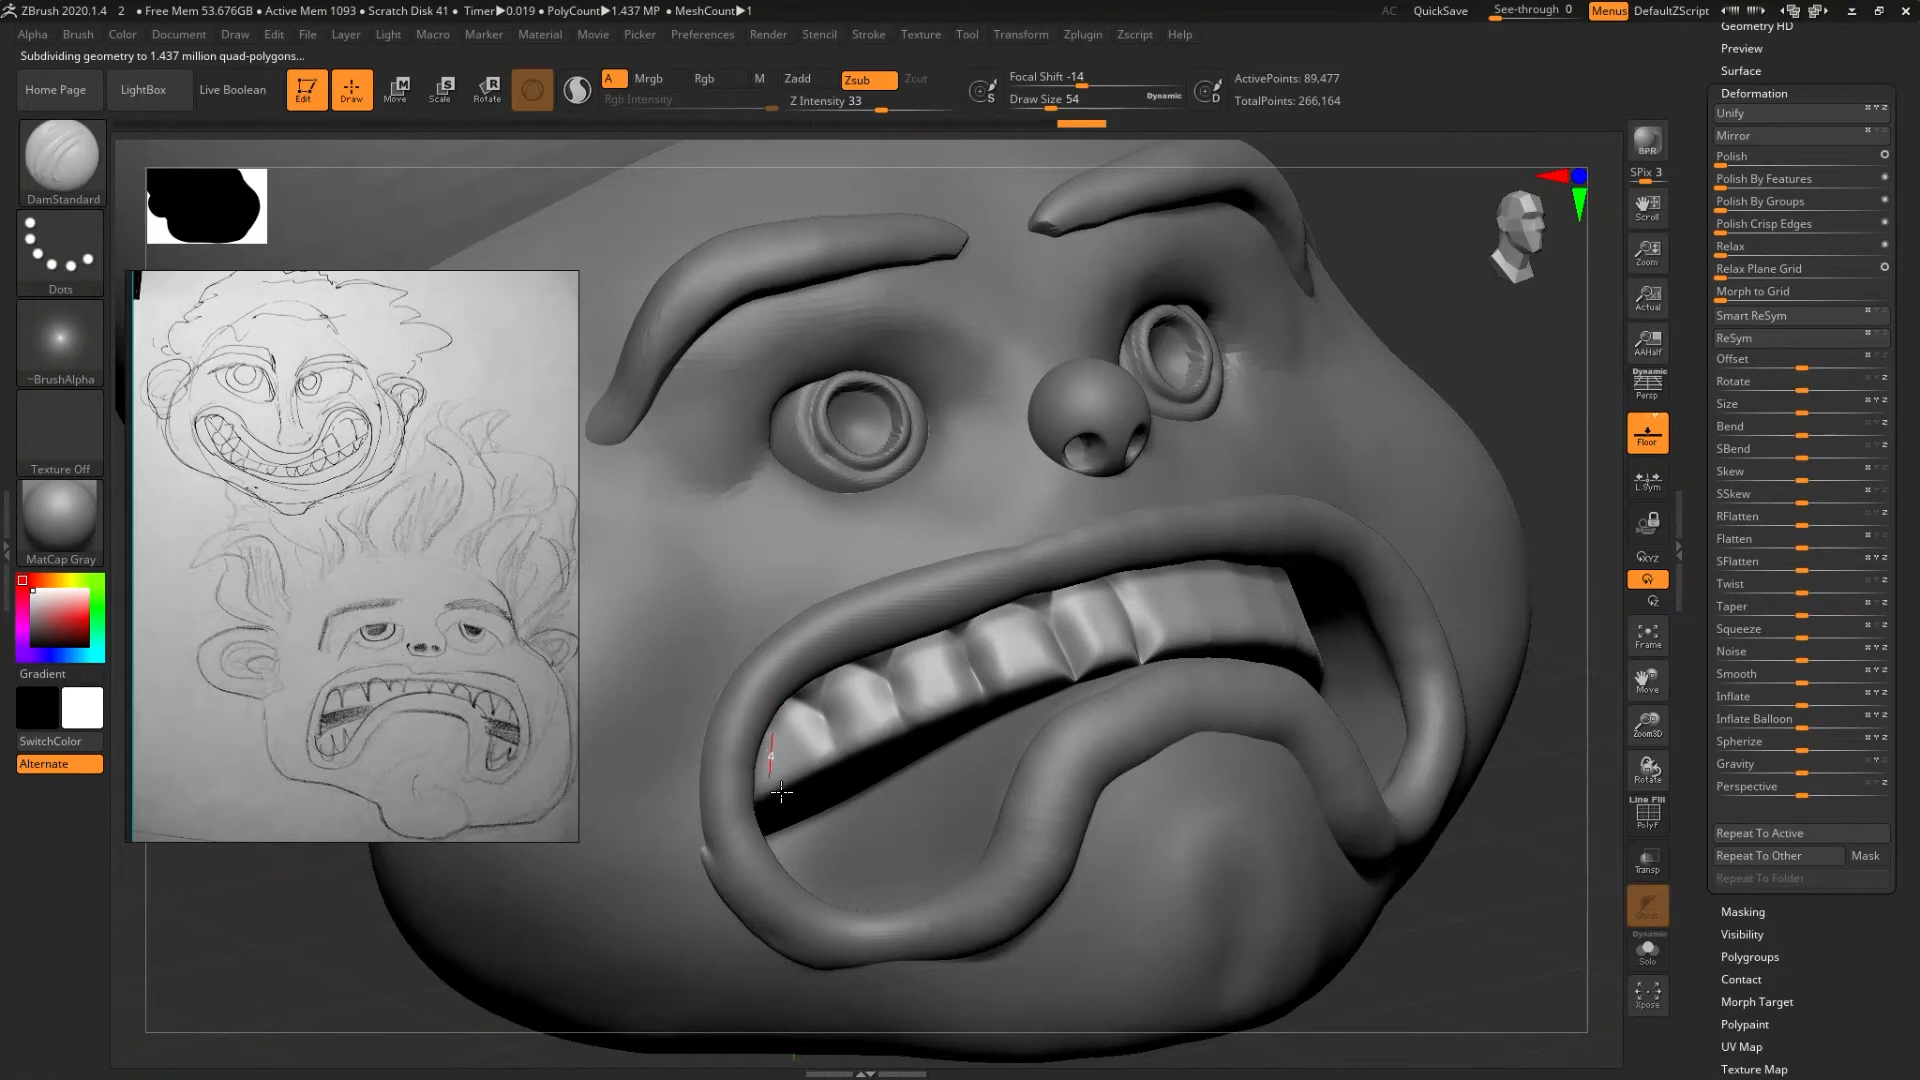 ZBrush 2020.1.4 2 • Free Mem 53.676GB • Active Mem 1093 • Scratch Disk 41 • Timer▶0.019 • PolyCount▶1.437 MP • MeshCount▶1 AC QuickSave See-through 0 Menus DefaultZScript
Alpha Brush Color Document Draw Edit File Layer Light Macro Marker Material Movie Picker Preferences Render Stencil Stroke Texture Tool Transform Zplugin Zscript Help
Subdividing geometry to 1.437 million quad-polygons...
Home Page LightBox Live Boolean Edit Draw Move Scale Rotate
A Mrgb Rgb M Zadd Zsub Zcut
Rgb Intensity Z Intensity 33
S Focal Shift -14
Draw Size 54 Dynamic D
ActivePoints: 89,477
TotalPoints: 266,164
DamStandard
Dots
~BrushAlpha
Texture Off
MatCap Gray
Gradient
SwitchColor
Alternate
4
BPR
SPix 3
Scroll
Zoom
Actual
AAHalf
Dynamic
Persp
Floor
L.Sym
XYZ
Y
Z
Frame
Move
Zoom3D
Rotate
Line Fill
PolyF
Transp
Ghost
Dynamic
Solo
Xpose
Geometry HD
Preview
Surface
Deformation
Unify
Mirror
Polish
Polish By Features
Polish By Groups
Polish Crisp Edges
Relax
Relax Plane Grid
Morph to Grid
Smart ReSym
ReSym
Offset
Rotate
Size
Bend
SBend
Skew
SSkew
RFlatten
Flatten
SFlatten
Twist
Taper
Squeeze
Noise
Smooth
Inflate
Inflate Balloon
Spherize
Gravity
Perspective
Repeat To Active
Repeat To Other Mask
Repeat To Folder
Masking
Visibility
Polygroups
Contact
Morph Target
Polypaint
UV Map
Texture Map